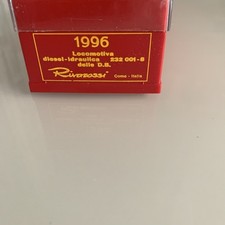 1996
Locomotiva
diesel-idraulica 232 001-8
delle D.B.
Rivarossi Como - Italia